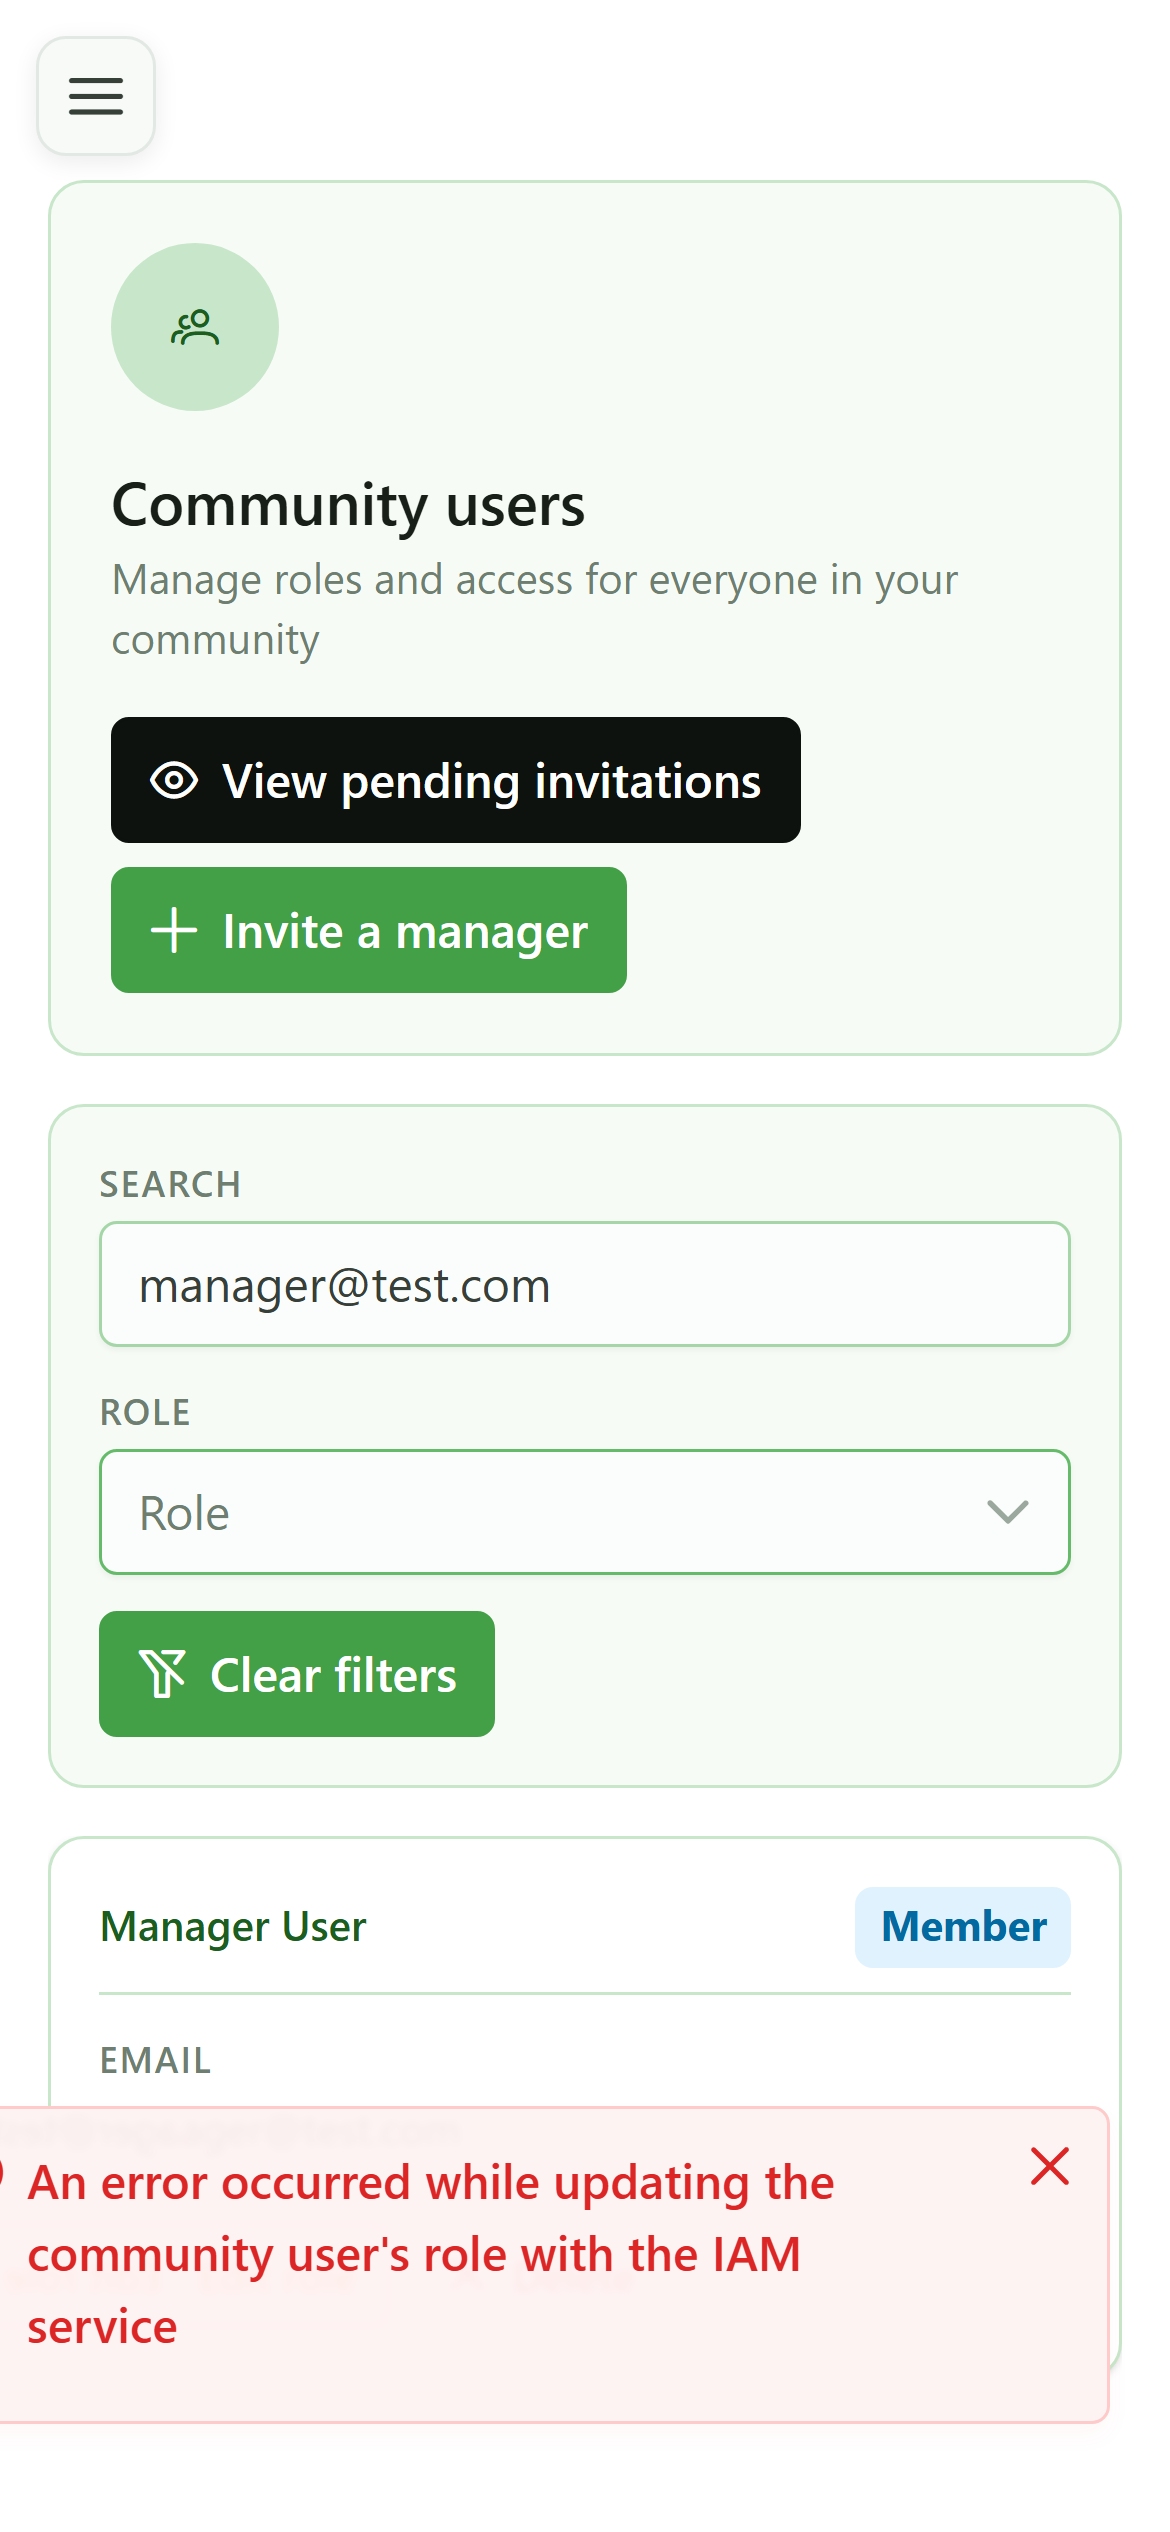 Community users
Manage roles and access for everyone in your
community
View pending invitations
Invite a manager
SEARCH
manager@test.com
ROLE
Role
Clear filters
Manager User
Member
EMAIL
An error occurred while updating the
community user's role with the IAM
service